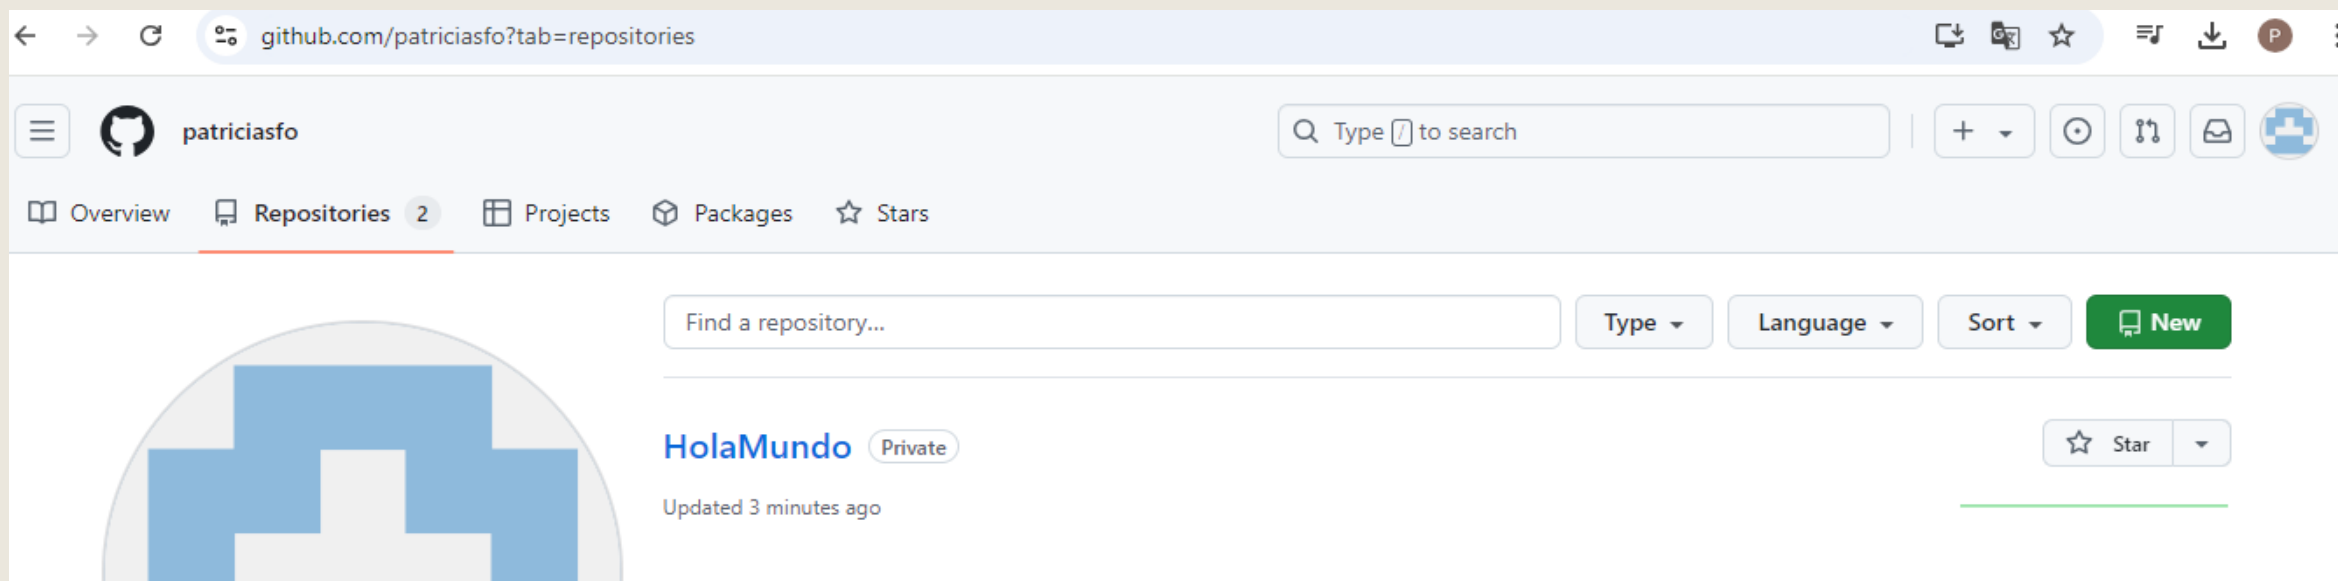 github.com/patriciasfo?tab=repositories
P
patriciasfo
Type / to search
Overview Repositories 2 Projects Packages Stars
Find a repository...
Type Language Sort New
HolaMundo Private
Star
Updated 3 minutes ago